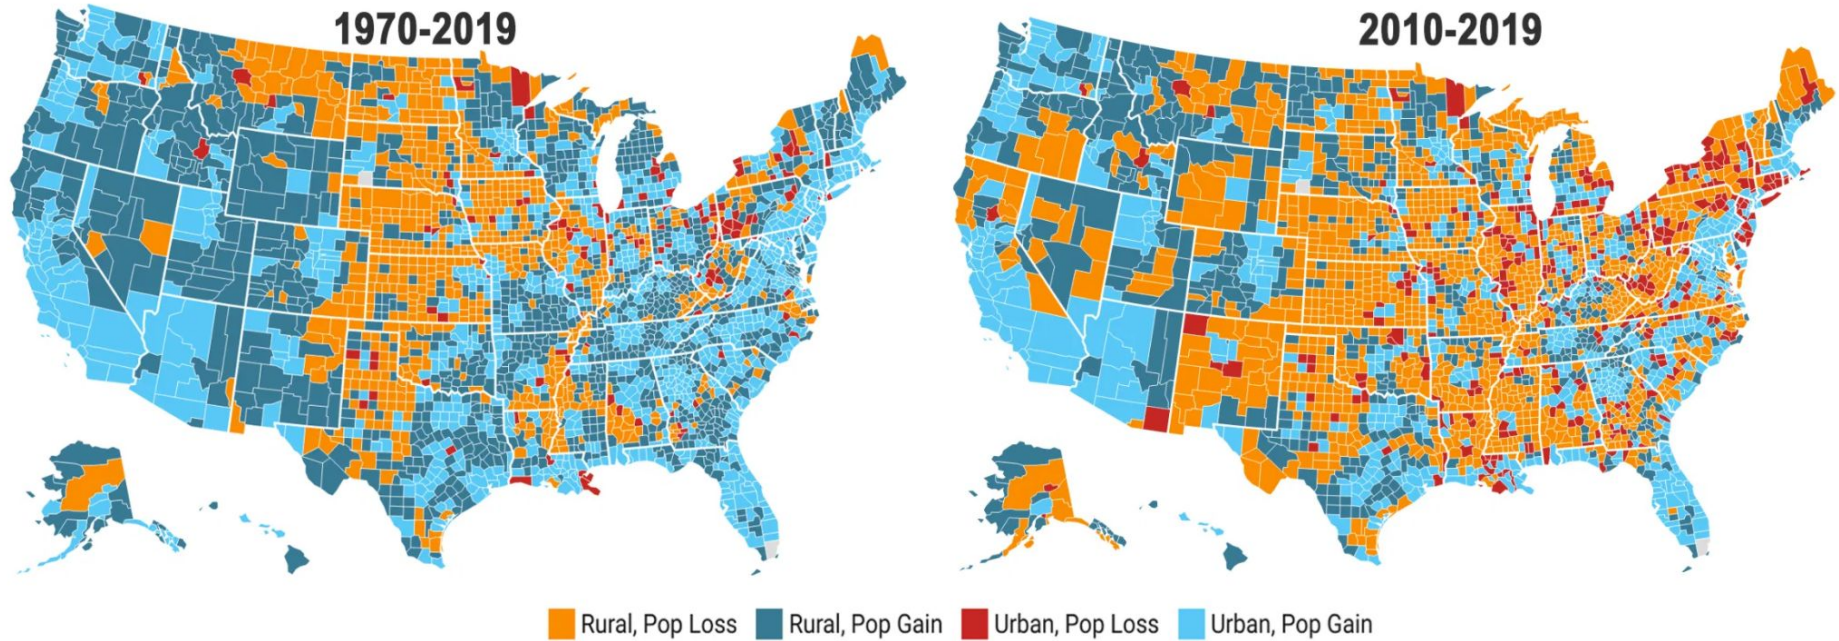 1970-2019
2010-2019
Rural, Pop Loss
Rural, Pop Gain
Urban, Pop Loss
Urban, Pop Gain